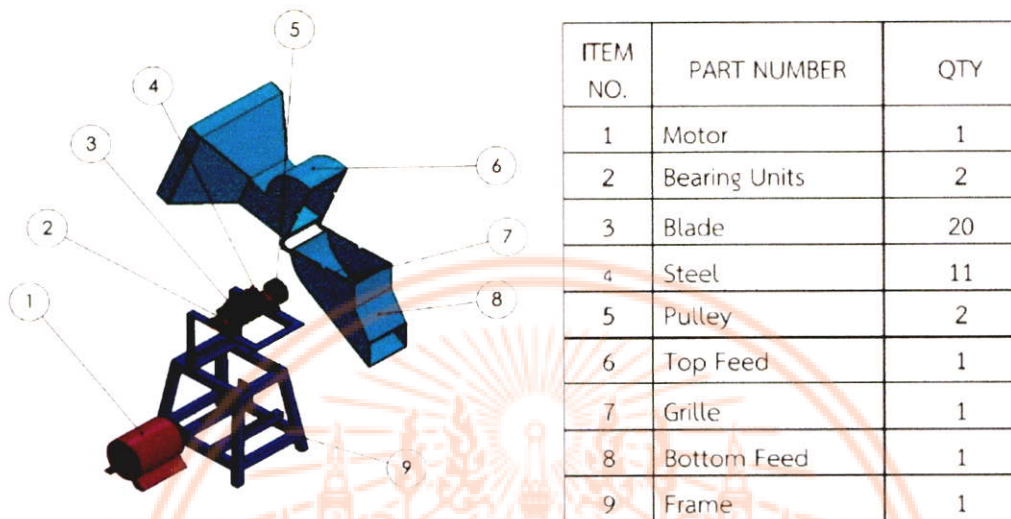 5
4
3
6
2
7
1
8
9
ITEM NO. PART NUMBER QTY
1 Motor 1
2 Bearing Units 2
3 Blade 20
4 Steel 11
5 Pulley 2
6 Top Feed 1
7 Grille 1
8 Bottom Feed 1
9 Frame 1